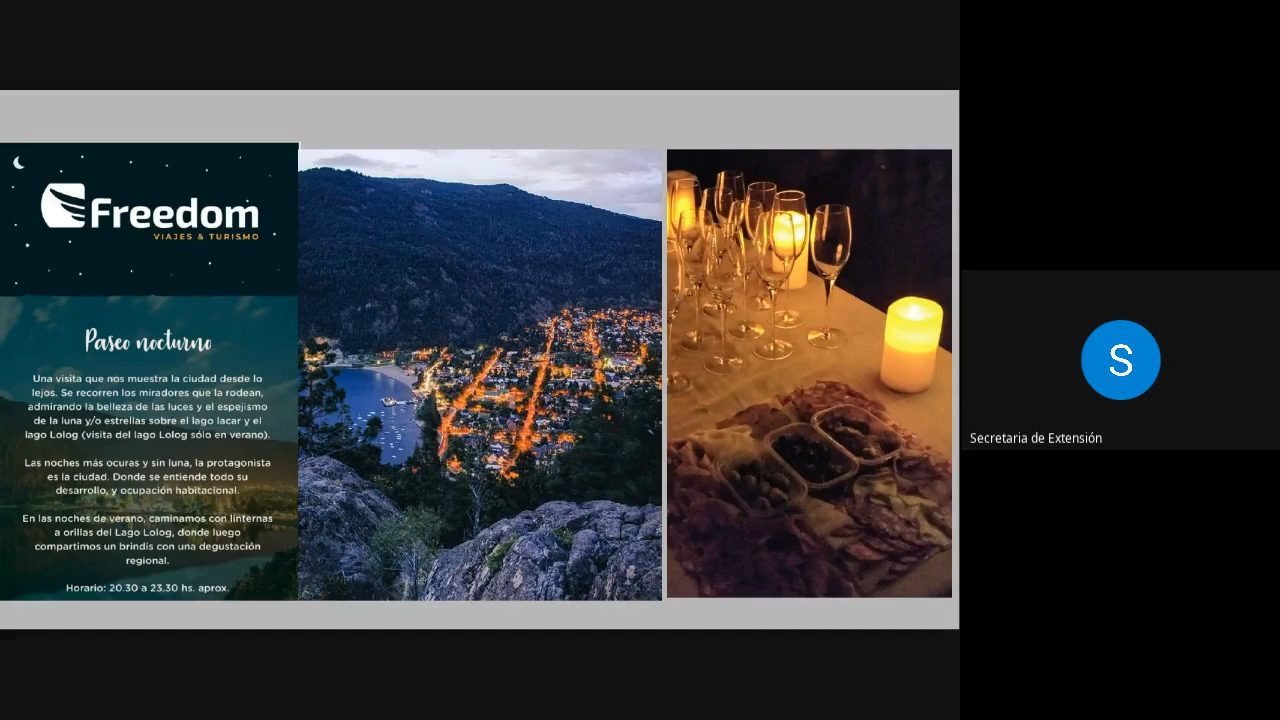 Freedom
VIAJES & TURISMO
Paseo nocturno
Una visita que nos muestra la ciudad desde lo
lejos. Se recorren los miradores que la rodean,
admirando la belleza de las luces y el espejismo
de la luna y/o estrellas sobre el lago lacar y el
lago Lolog (visita del lago Lolog sólo en verano).
Las noches más ocuras y sin luna, la protagonista
es la ciudad. Donde se entiende todo su
desarrollo, y ocupación habitacional.
En las noches de verano, caminamos con linternas
a orillas del Lago Lolog, donde luego
compartimos un brindis con una degustación
regional.
Horario: 20.30 a 23.30 hs. aprox.
S
Secretaria de Extensión